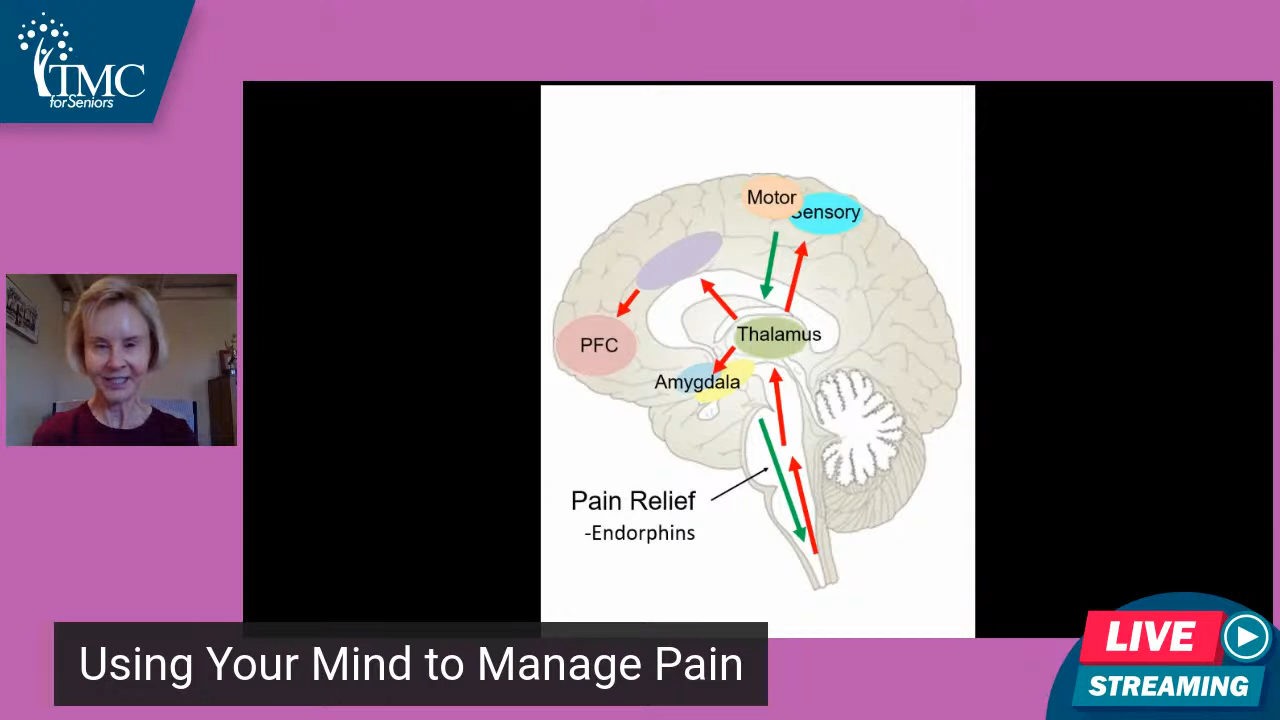 TMC
for Seniors
Motor
Sensory
Thalamus
PFC
Amygdala
Pain Relief
-Endorphins
Using Your Mind to Manage Pain
LIVE
STREAMING